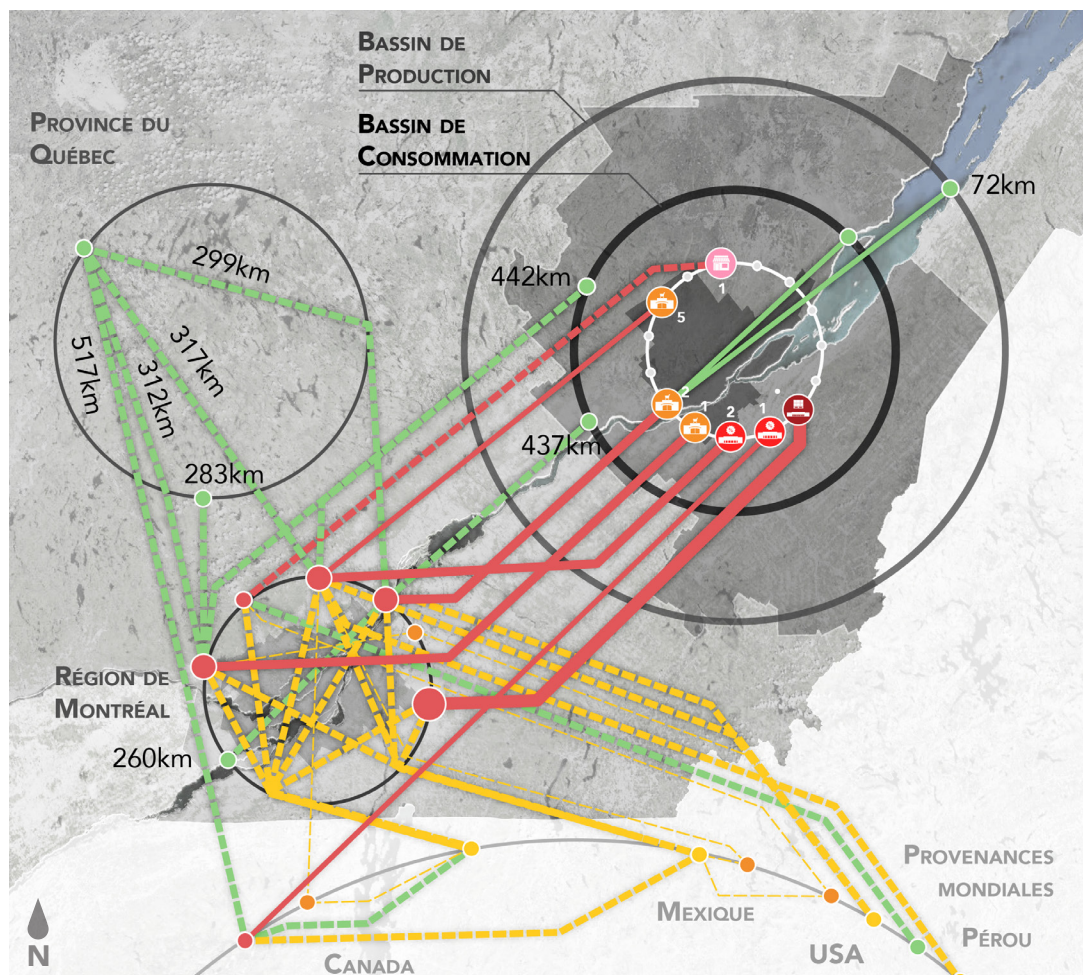 BASSIN DE
PRODUCTION
PROVINCE DU
QUÉBEC
BASSIN DE
CONSOMMATION
72km
299km
442km
1
5
317km
312km
517km
2
1
2
1
437km
283km
RÉGION DE
MONTRÉAL
260km
PROVENANCES
MONDIALES
MEXIQUE
PÉROU
USA
CANADA
N